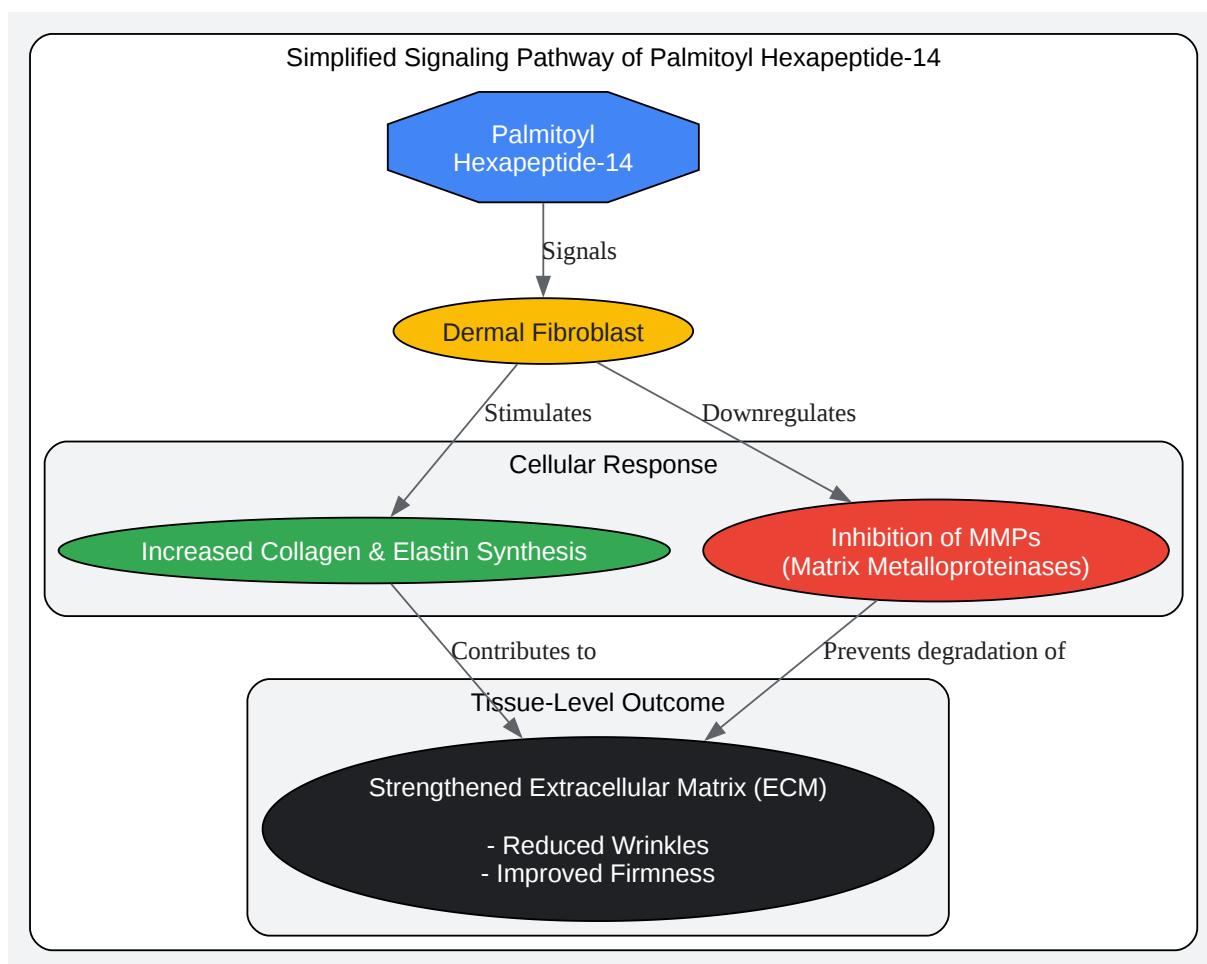 Simplified Signaling Pathway of Palmitoyl Hexapeptide-14
Palmitoyl
Hexapeptide-14
Signals
Dermal Fibroblast
Stimulates
Downregulates
Cellular Response
Increased Collagen & Elastin Synthesis
Inhibition of MMPs
(Matrix Metalloproteinases)
Contributes to
Prevents degradation of
Tissue-Level Outcome
Strengthened Extracellular Matrix (ECM)
- Reduced Wrinkles
- Improved Firmness